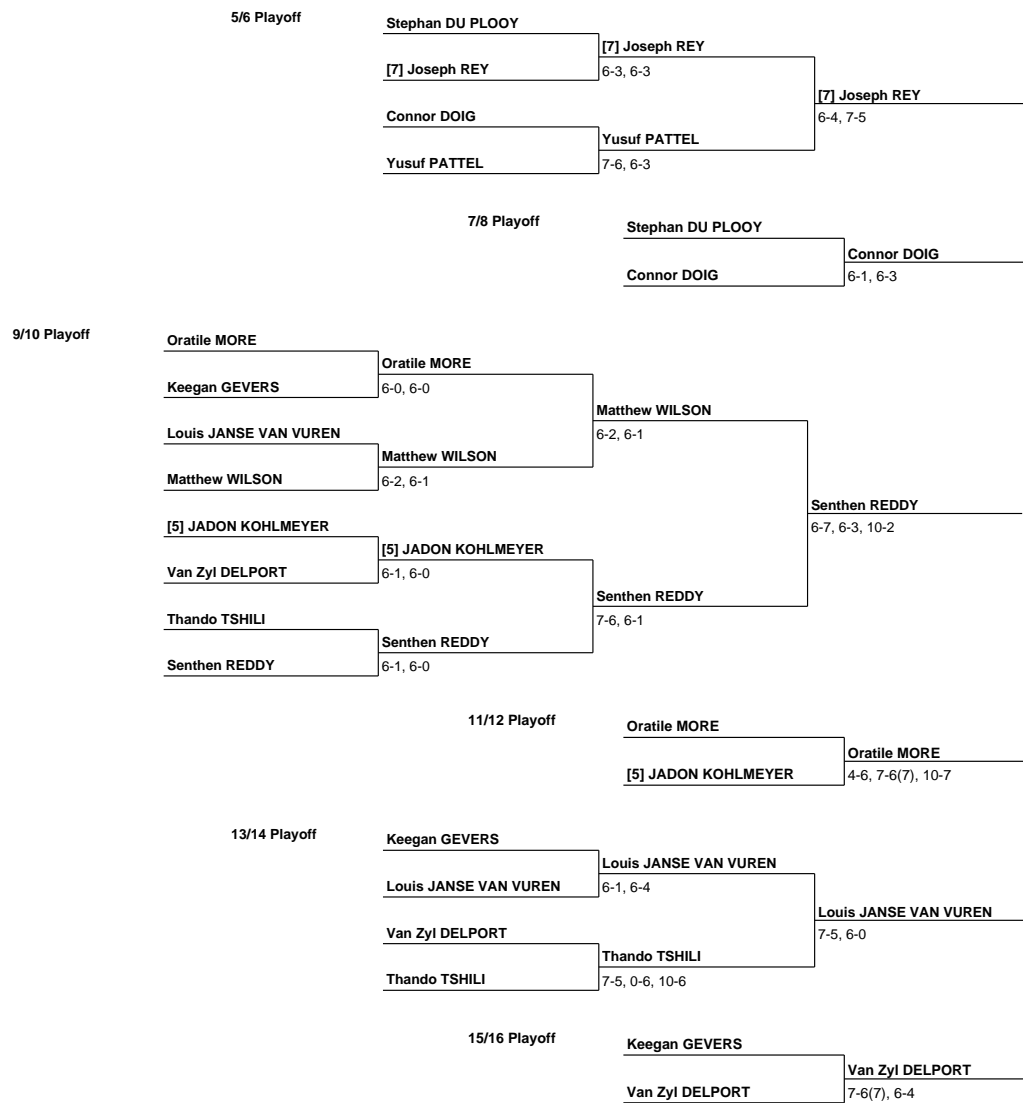 5/6 Playoff
Stephan DU PLOOY
[7] Joseph REY
[7] Joseph REY
6-3, 6-3
[7] Joseph REY
Connor DOIG
6-4, 7-5
Yusuf PATTEL
Yusuf PATTEL
7-6, 6-3
7/8 Playoff
Stephan DU PLOOY
Connor DOIG
Connor DOIG
6-1, 6-3
9/10 Playoff
Oratile MORE
Oratile MORE
Keegan GEVERS
6-0, 6-0
Matthew WILSON
Louis JANSE VAN VUREN
6-2, 6-1
Matthew WILSON
Matthew WILSON
6-2, 6-1
Senthen REDDY
[5] JADON KOHLMEYER
6-7, 6-3, 10-2
[5] JADON KOHLMEYER
Van Zyl DELPORT
6-1, 6-0
Senthen REDDY
Thando TSHILI
7-6, 6-1
Senthen REDDY
Senthen REDDY
6-1, 6-0
11/12 Playoff
Oratile MORE
Oratile MORE
[5] JADON KOHLMEYER
4-6, 7-6(7), 10-7
13/14 Playoff
Keegan GEVERS
Louis JANSE VAN VUREN
Louis JANSE VAN VUREN
6-1, 6-4
Louis JANSE VAN VUREN
Van Zyl DELPORT
7-5, 6-0
Thando TSHILI
Thando TSHILI
7-5, 0-6, 10-6
15/16 Playoff
Keegan GEVERS
Van Zyl DELPORT
Van Zyl DELPORT
7-6(7), 6-4